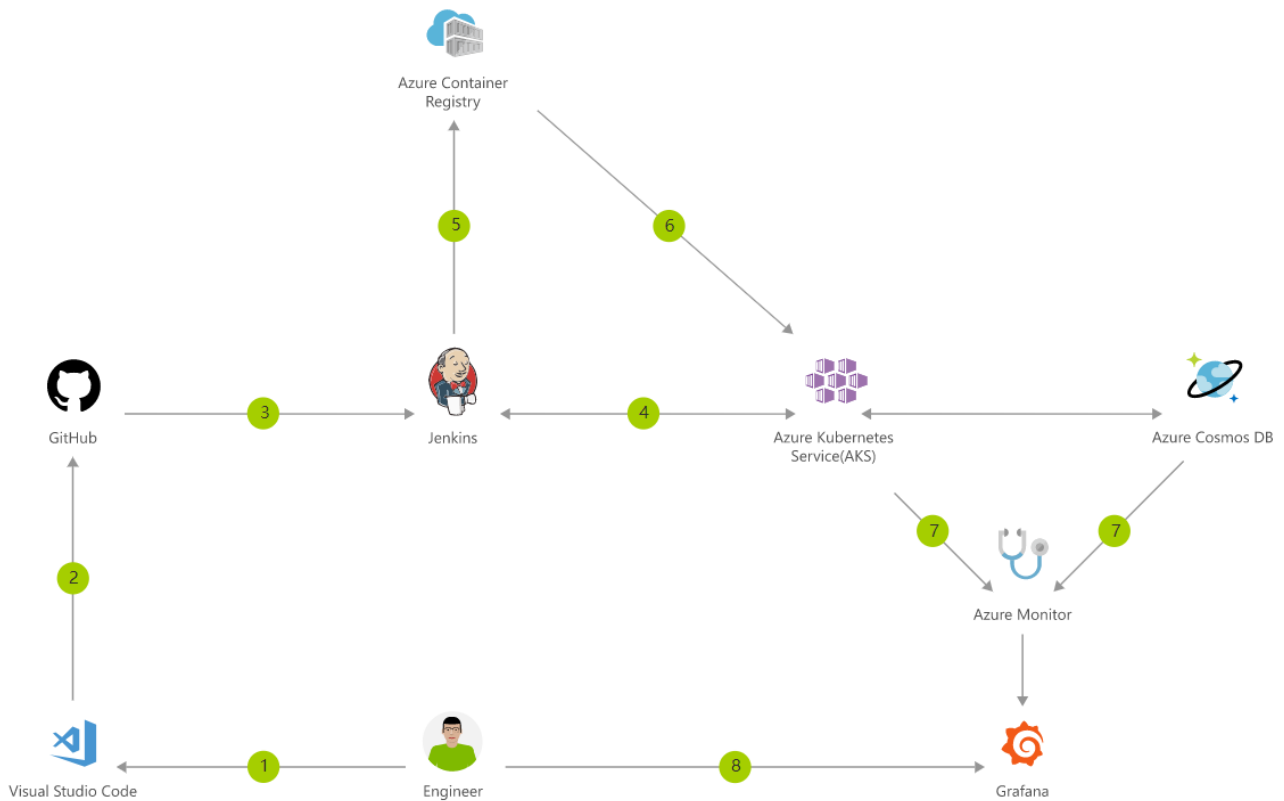 Azure Container
Registry
5
6
GitHub
3
Jenkins
4
Azure Kubernetes
Service(AKS)
Azure Cosmos DB
7
7
2
Azure Monitor
Visual Studio Code
1
Engineer
8
Grafana